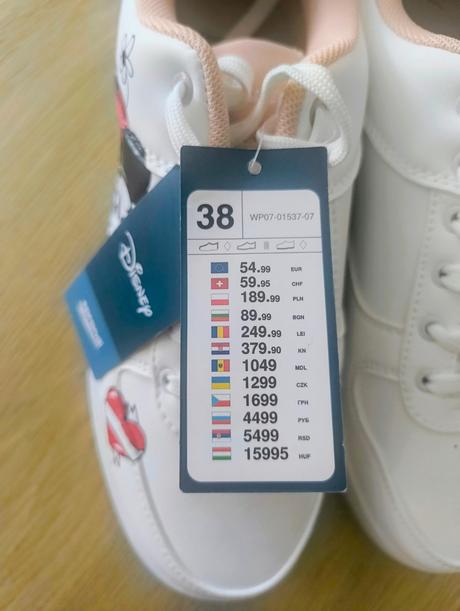 38
WP07-01537-07
54.99 EUR
59.95 CHF
189.99 PLN
89.99 BGN
249.99 LEI
379.90 KN
1049 MDL
1299 CZK
1699 ГРН
4499 РУБ
5499 RSD
15995 HUF
Disney